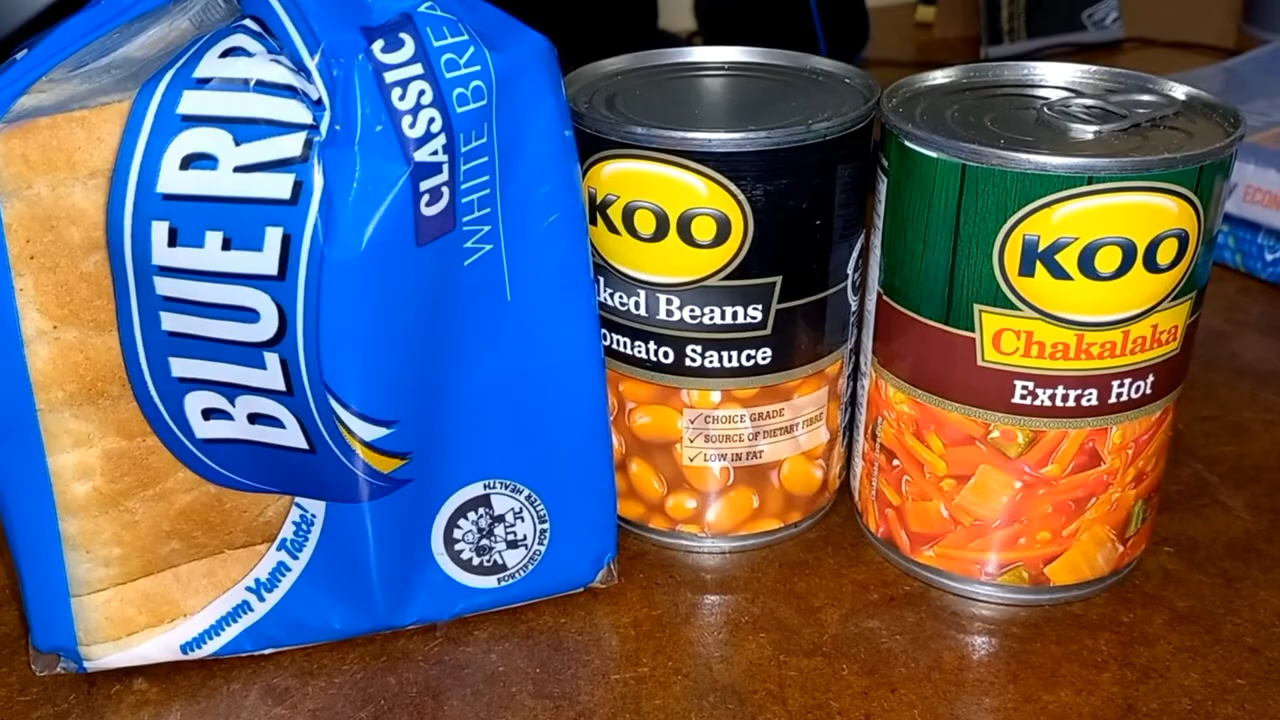 BLUE RIB
CLASSIC
WHITE BREA
mmmm Yum Taste!
FORTIFIED FOR BETTER HEALTH
KOO
ked Beans
omato Sauce
✓ CHOICE GRADE
✓ SOURCE OF DIETARY FIBRE
✓ LOW IN FAT
KOO
Chakalaka
Extra Hot
ECON